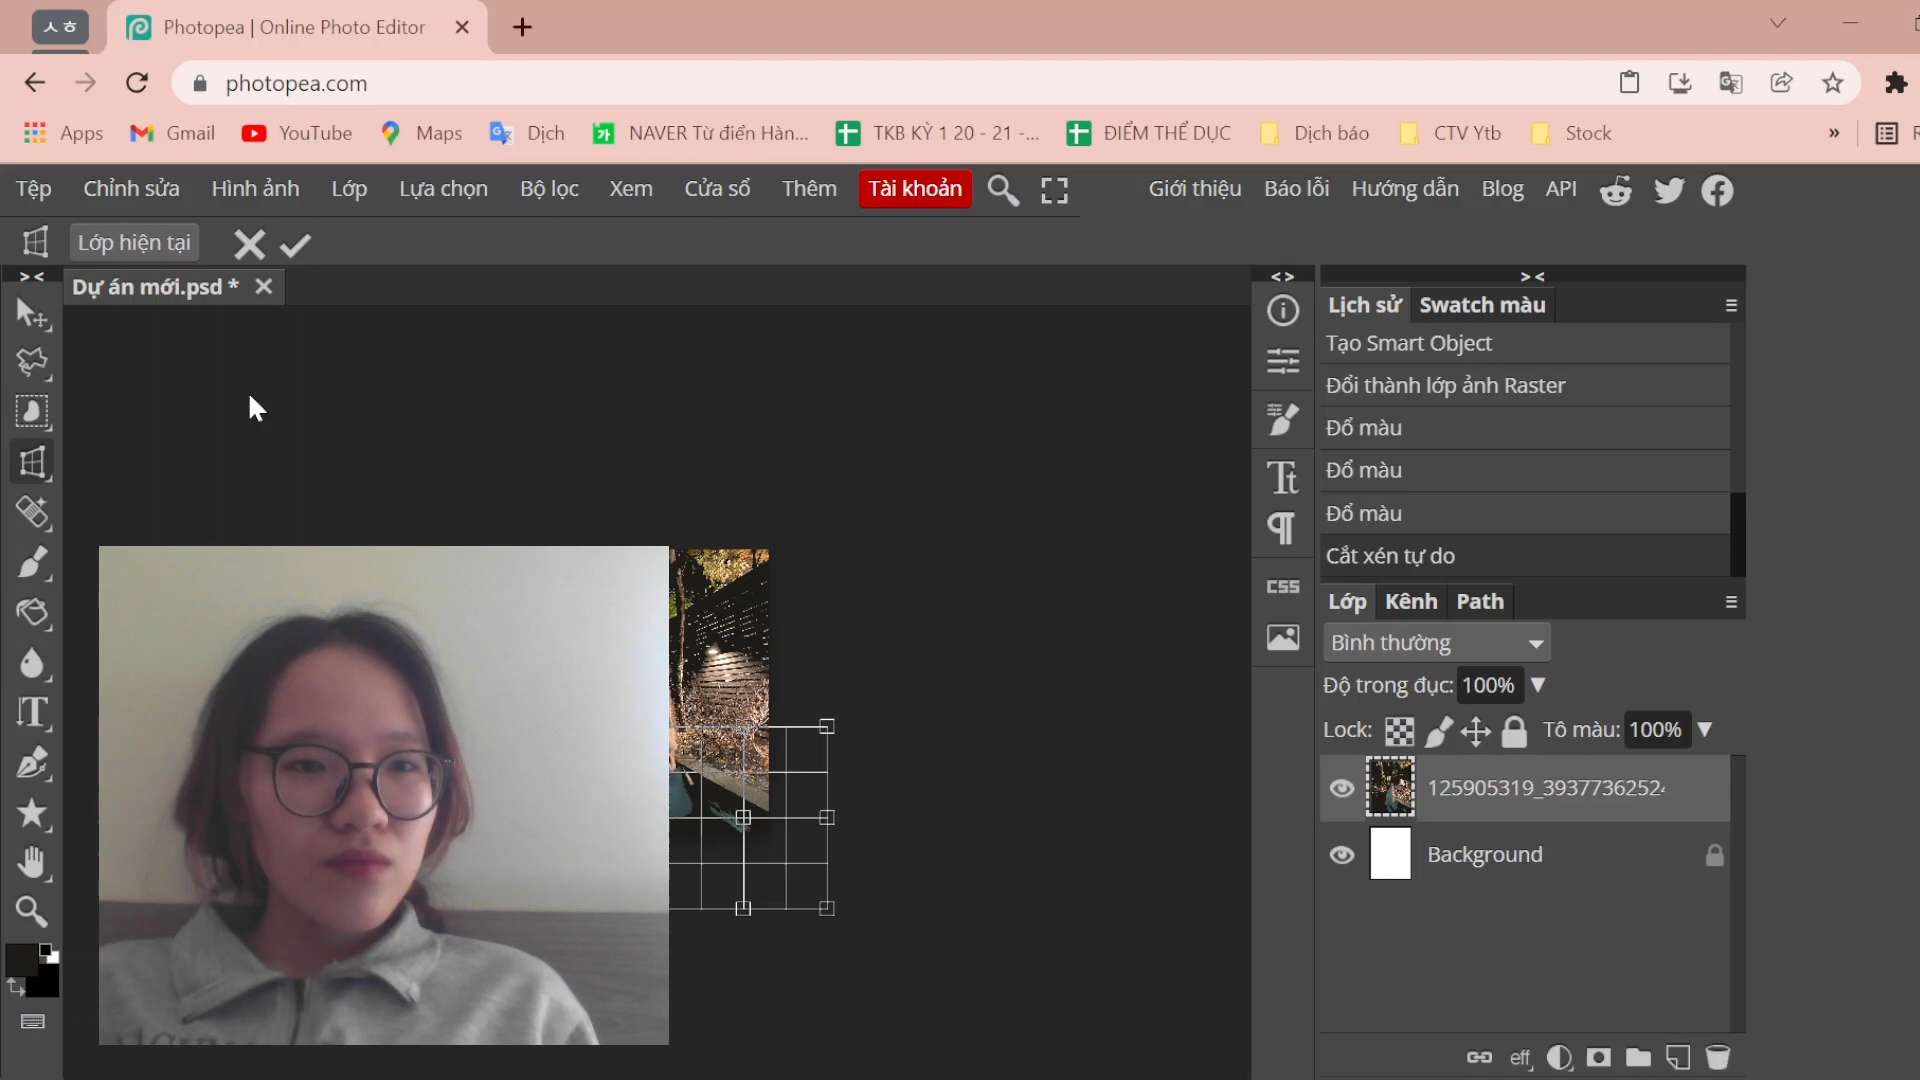 ㅅㅎ
Photopea | Online Photo Editor
photopea.com
Apps Gmail YouTube Maps Dịch NAVER Từ điển Hàn... TKB KỲ 1 20 - 21 -... ĐIỂM THỂ DỤC Dịch báo CTV Ytb Stock »
Tệp Chỉnh sửa Hình ảnh Lớp Lựa chọn Bộ lọc Xem Cửa sổ Thêm Tài khoản Giới thiệu Báo lỗi Hướng dẫn Blog API
Lớp hiện tại
> < < > > <
Dự án mới.psd *
Lịch sử Swatch màu
Tạo Smart Object
Đổi thành lớp ảnh Raster
Đổ màu
Đổ màu
Đổ màu
Cắt xén tự do
CSS
Lớp Kênh Path
Bình thường
Độ trong đục: 100%
Lock: Tô màu: 100%
125905319_39377362524
Background
eff